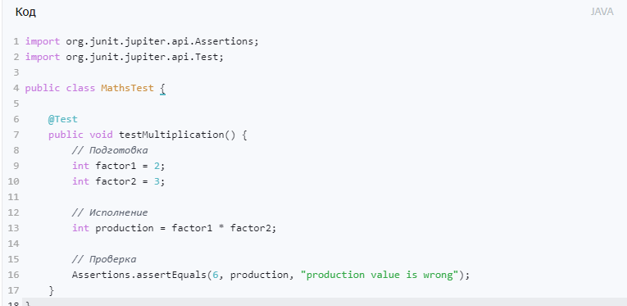 Код JAVA
1 import org.junit.jupiter.api.Assertions;
2 import org.junit.jupiter.api.Test;
3
4 public class MathsTest {
5
6     @Test
7     public void testMultiplication() {
8         // Подготовка
9         int factor1 = 2;
10         int factor2 = 3;
11
12         // Исполнение
13         int production = factor1 * factor2;
14
15         // Проверка
16         Assertions.assertEquals(6, production, "production value is wrong");
17     }
18 }